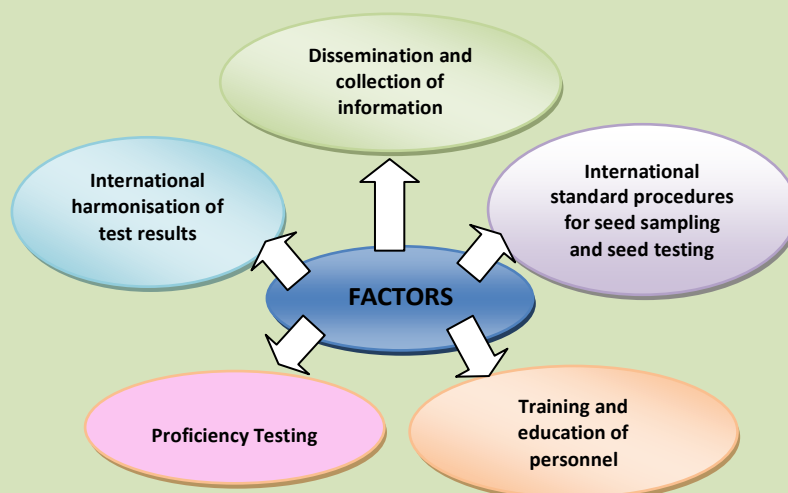 Dissemination and
collection of
information
International
harmonisation of
test results
International
standard procedures
for seed sampling
and seed testing
FACTORS
Proficiency Testing
Training and
education of
personnel